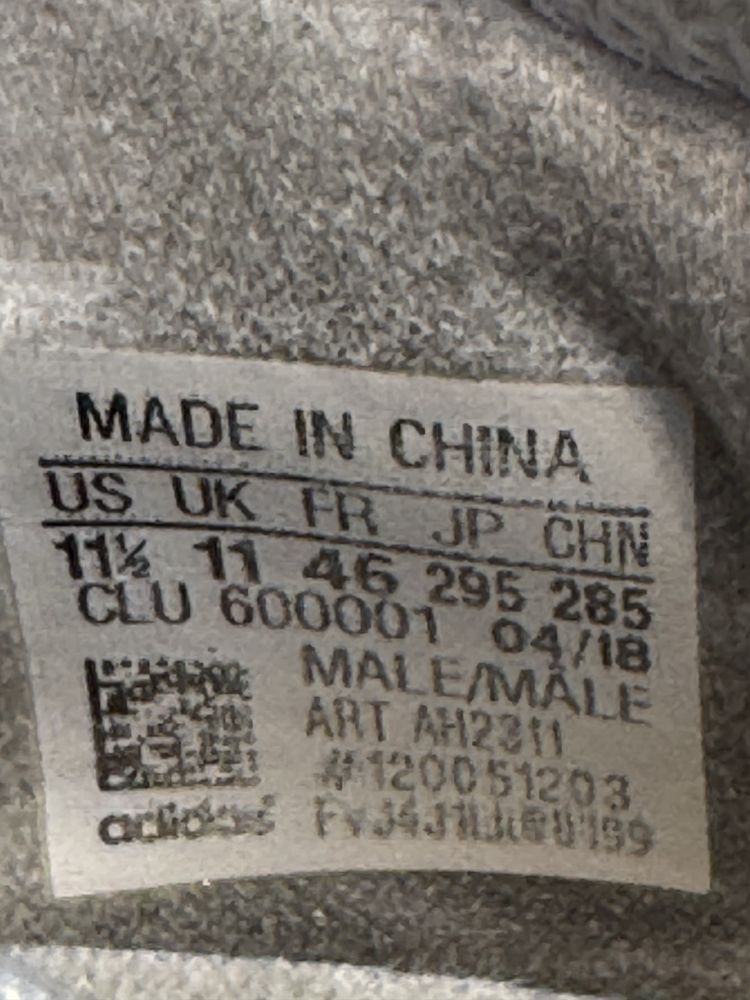 MADE IN CHINA
US UK FR JP CHN
11½ 11 46 295 285
CLU 600001 04/18
MALE/MÂLE
ART AH2311
#120051203
adidas